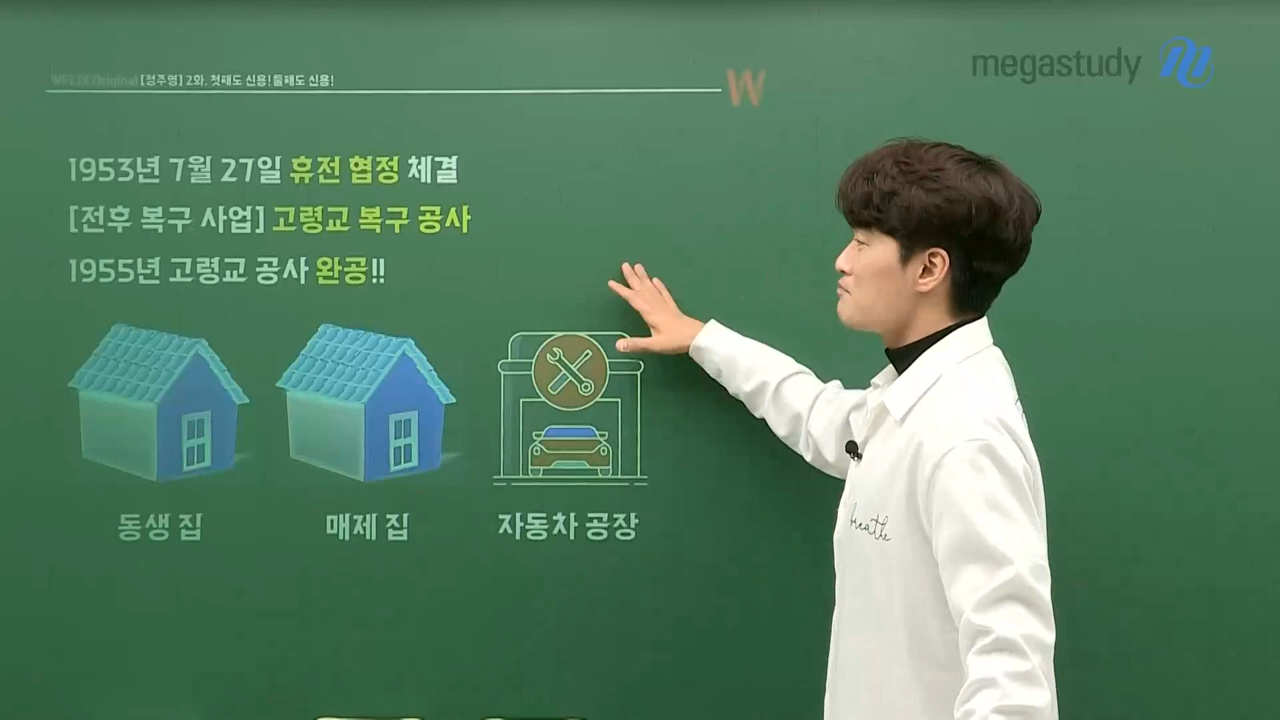 WFLIX Original [정주영] 2화. 첫째도 신용! 둘째도 신용!
W
megastudy
1953년 7월 27일 휴전 협정 체결
[전후 복구 사업] 고령교 복구 공사
1955년 고령교 공사 완공!!
동생 집
매제 집
자동차 공장
breathe